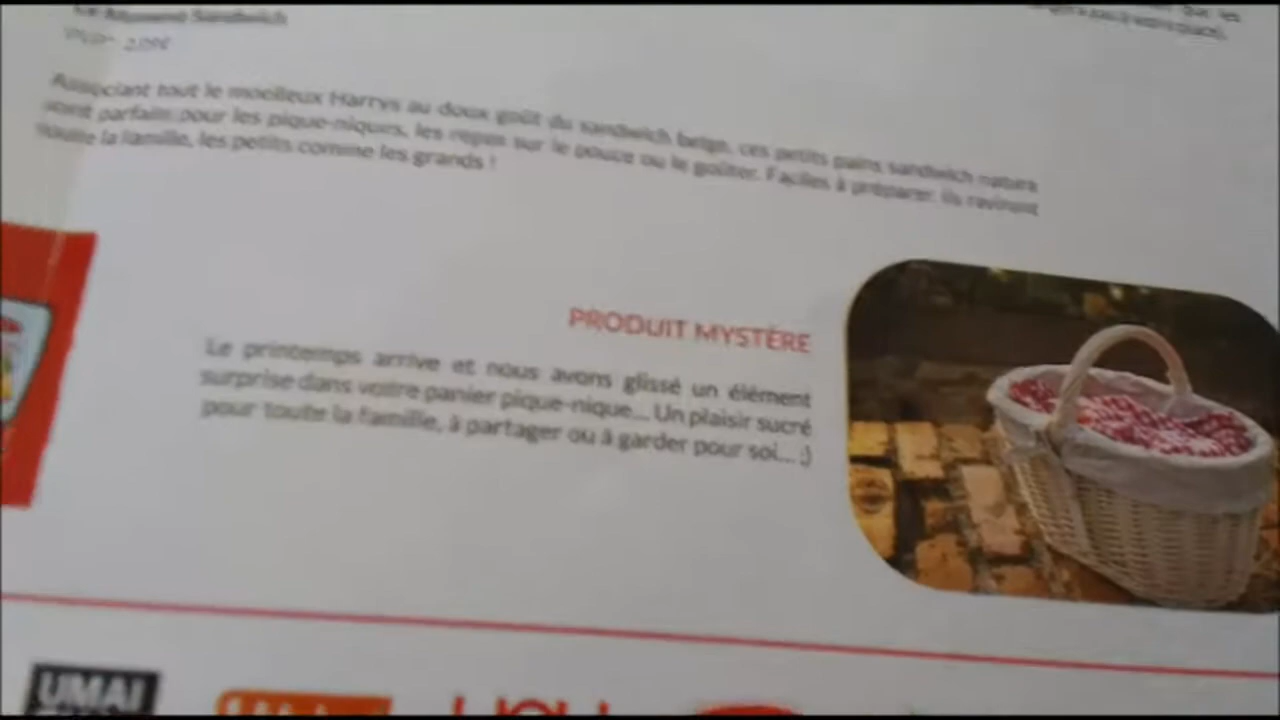 Sandwich
Associant tout le moelleux Harrys au doux goût du sandwich belge, ces petits pains sandwich nature
sont parfaits pour les pique-niques, les repas sur le pouce ou le goûter. Faciles à préparer, ils raviront
toute la famille, les petits comme les grands !
PRODUIT MYSTÈRE
Le printemps arrive et nous avons glissé un élément
surprise dans votre panier pique-nique... Un plaisir sucré
pour toute la famille, à partager ou à garder pour soi... ;)
UMAI